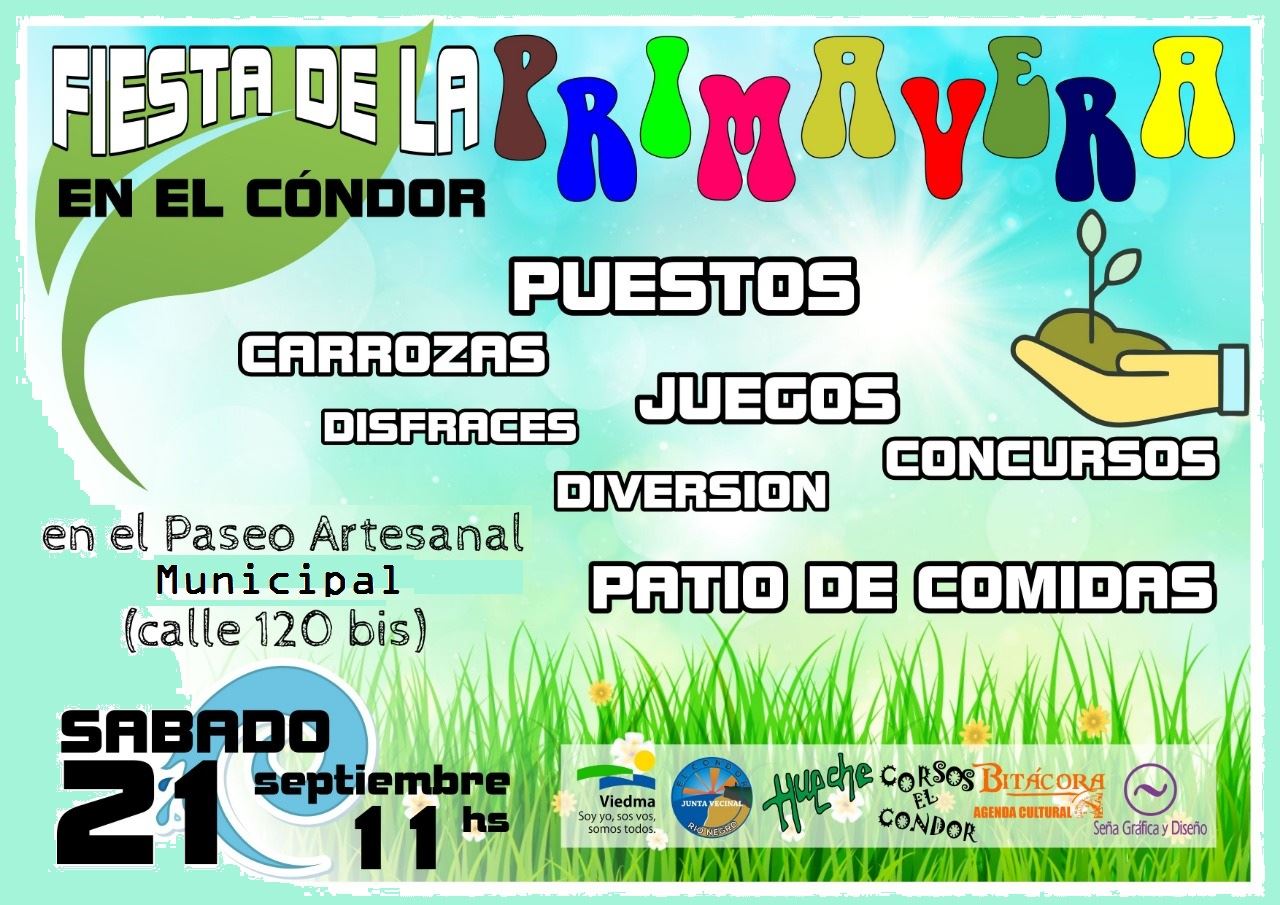 FIESTA DE LA PRIMAVERA
EN EL CÓNDOR
PUESTOS
CARROZAS
JUEGOS
DISFRACES
CONCURSOS
DIVERSION
en el Paseo Artesanal
Municipal
(calle 120 bis)
PATIO DE COMIDAS
SABADO
21 septiembre
11 hs
Viedma
Soy yo, sos vos,
somos todos.
EL CONDOR
JUNTA VECINAL
RIO NEGRO
Hueche
CORSOS
EL
CONDOR
BITÁCORA
AGENDA CULTURAL
Seña Gráfica y Diseño